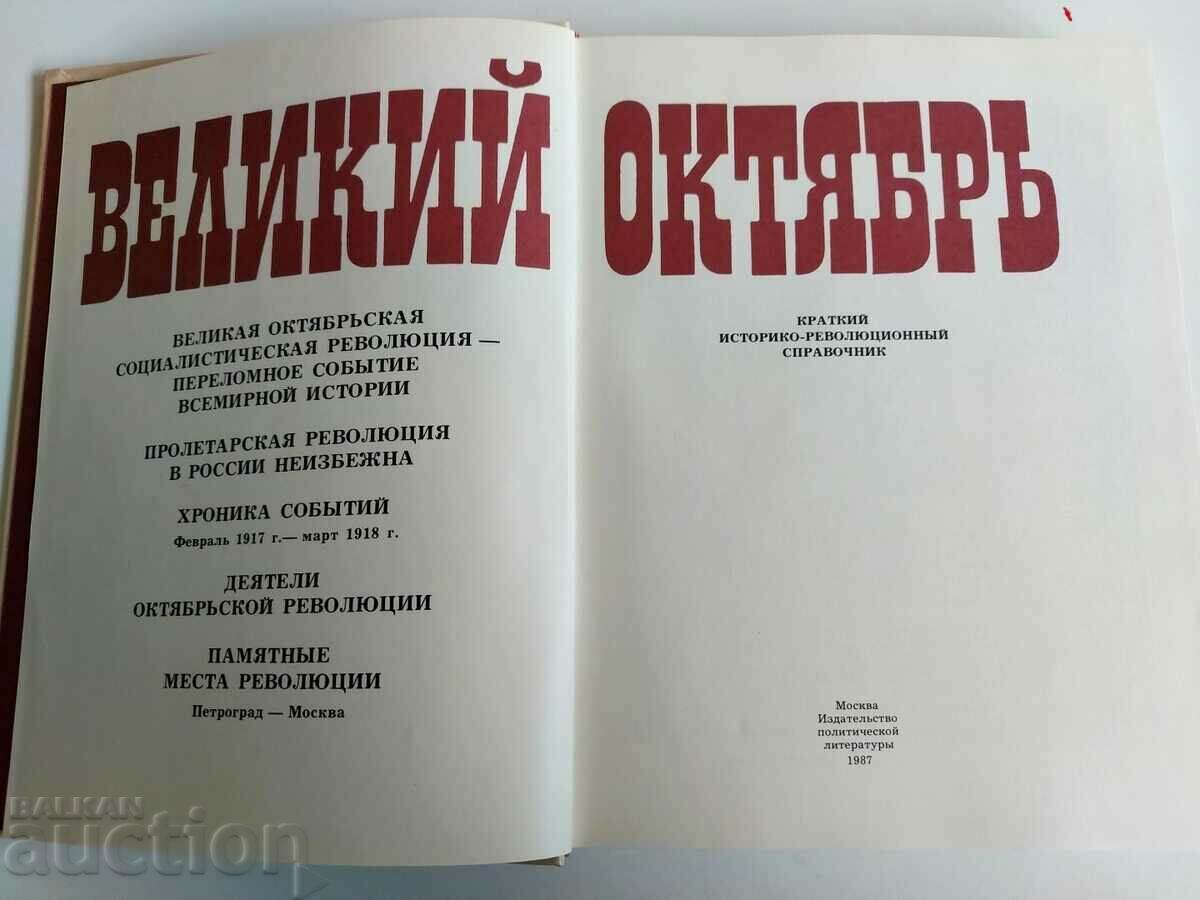 ВЕЛИКИЙ ОКТЯБРЬ
ВЕЛИКАЯ ОКТЯБРЬСКАЯ
СОЦИАЛИСТИЧЕСКАЯ РЕВОЛЮЦИЯ —
ПЕРЕЛОМНОЕ СОБЫТИЕ
ВСЕМИРНОЙ ИСТОРИИ
ПРОЛЕТАРСКАЯ РЕВОЛЮЦИЯ
В РОССИИ НЕИЗБЕЖНА
ХРОНИКА СОБЫТИЙ
Февраль 1917 г.— март 1918 г.
ДЕЯТЕЛИ
ОКТЯБРЬСКОЙ РЕВОЛЮЦИИ
ПАМЯТНЫЕ
МЕСТА РЕВОЛЮЦИИ
Петроград — Москва
КРАТКИЙ
ИСТОРИКО-РЕВОЛЮЦИОННЫЙ
СПРАВОЧНИК
Москва
Издательство
политической
литературы
1987
BALKAN
auction